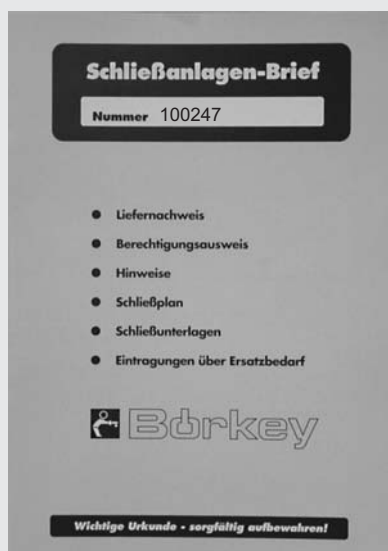 Schließanlagen-Brief
Nummer 100247
● Liefernachweis
● Berechtigungsausweis
● Hinweise
● Schließplan
● Schließunterlagen
● Eintragungen über Ersatzbedarf
Börkey
Wichtige Urkunde - sorgfältig aufbewahren!